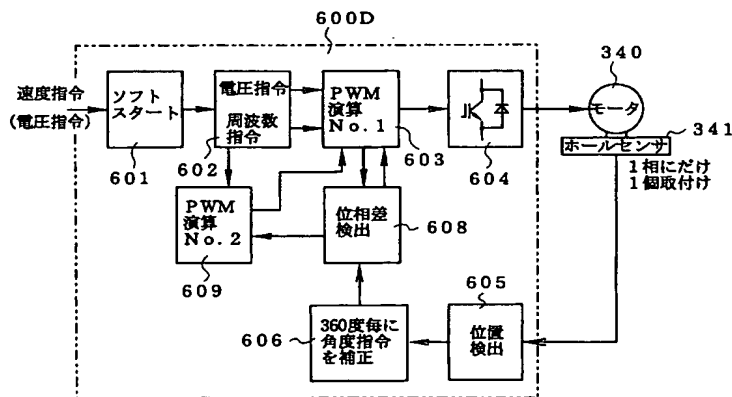 600D
340
速度指令
(電圧指令)
ソフト
スタート
電圧指令
周波数
指令
PWM
演算
No.1
モータ
341
ホールセンサ
1相にだけ
1個取付け
601
602
603
604
PWM
演算
No.2
位相差
検出
608
609
605
606
360度毎に
角度指令
を補正
位置
検出